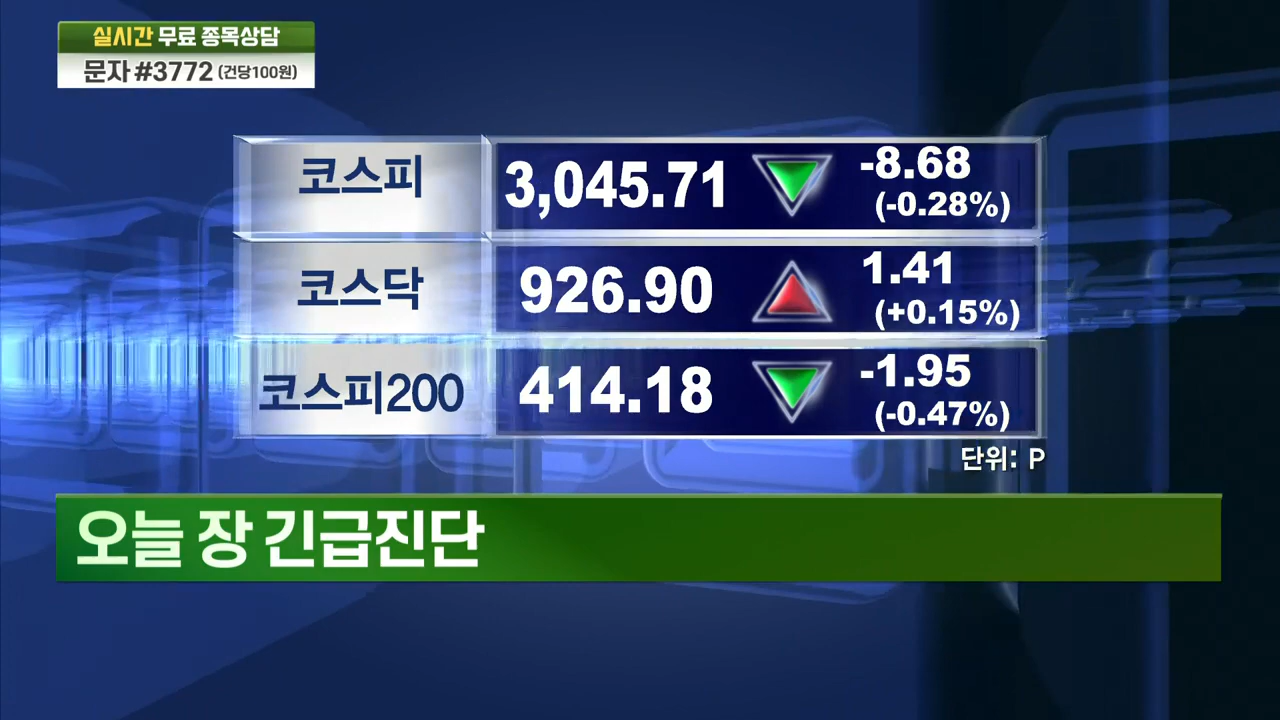 실시간 무료 종목상담
문자 #3772 (건당100원)
코스피 3,045.71 ▼ -8.68 (-0.28%)
코스닥 926.90 ▲ 1.41 (+0.15%)
코스피200 414.18 ▼ -1.95 (-0.47%)
단위: P
오늘 장 긴급진단